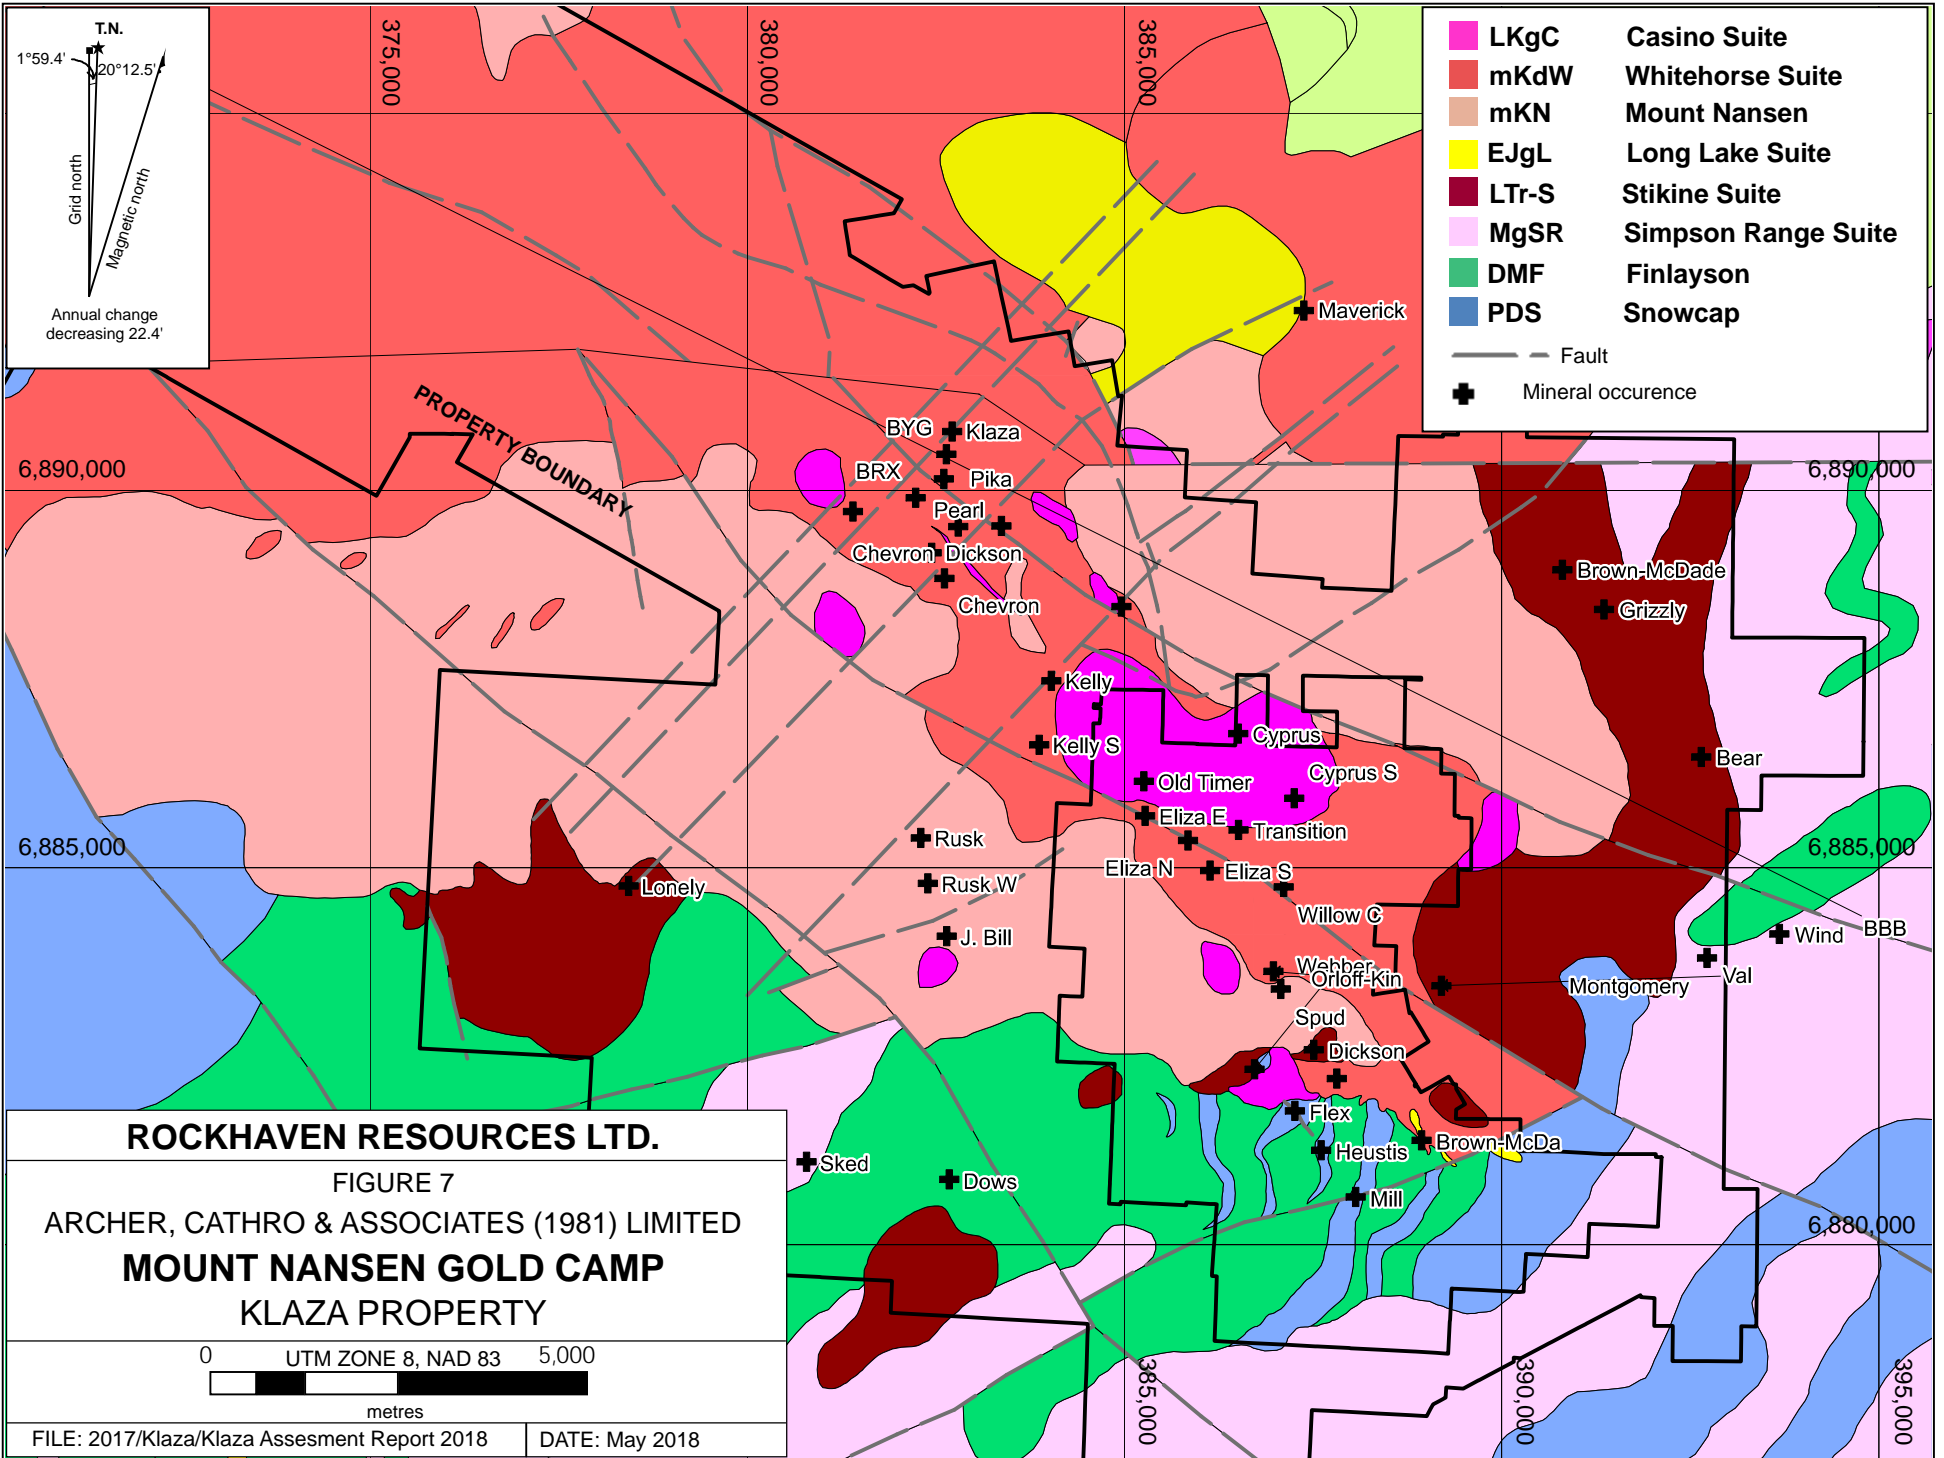 T.N.
1°59.4'
20°12.5'
Grid north
Magnetic north
Annual change
decreasing 22.4'
375,000
380,000
385,000
LKgC Casino Suite
mKdW Whitehorse Suite
mKN Mount Nansen
EJgL Long Lake Suite
LTr-S Stikine Suite
MgSR Simpson Range Suite
DMF Finlayson
PDS Snowcap
Fault
Mineral occurence
Maverick
PROPERTY BOUNDARY
BYG
Klaza
6,890,000
BRX
Pika
6,890,000
Pearl
Chevron
Dickson
Brown-McDade
Chevron
Grizzly
Kelly
Cyprus
Kelly S
Bear
Cyprus S
Old Timer
Eliza E
Transition
Rusk
6,885,000
6,885,000
Eliza N
Eliza S
Rusk W
Lonely
Willow C
BBB
Wind
J. Bill
Webber
Orloff-Kin
Val
Montgomery
Spud
Dickson
Flex
Brown-McDa
Heustis
Sked
Dows
Mill
6,880,000
ROCKHAVEN RESOURCES LTD.
FIGURE 7
ARCHER, CATHRO & ASSOCIATES (1981) LIMITED
MOUNT NANSEN GOLD CAMP
KLAZA PROPERTY
0 UTM ZONE 8, NAD 83 5,000
metres
FILE: 2017/Klaza/Klaza Assesment Report 2018
DATE: May 2018
385,000
390,000
395,000